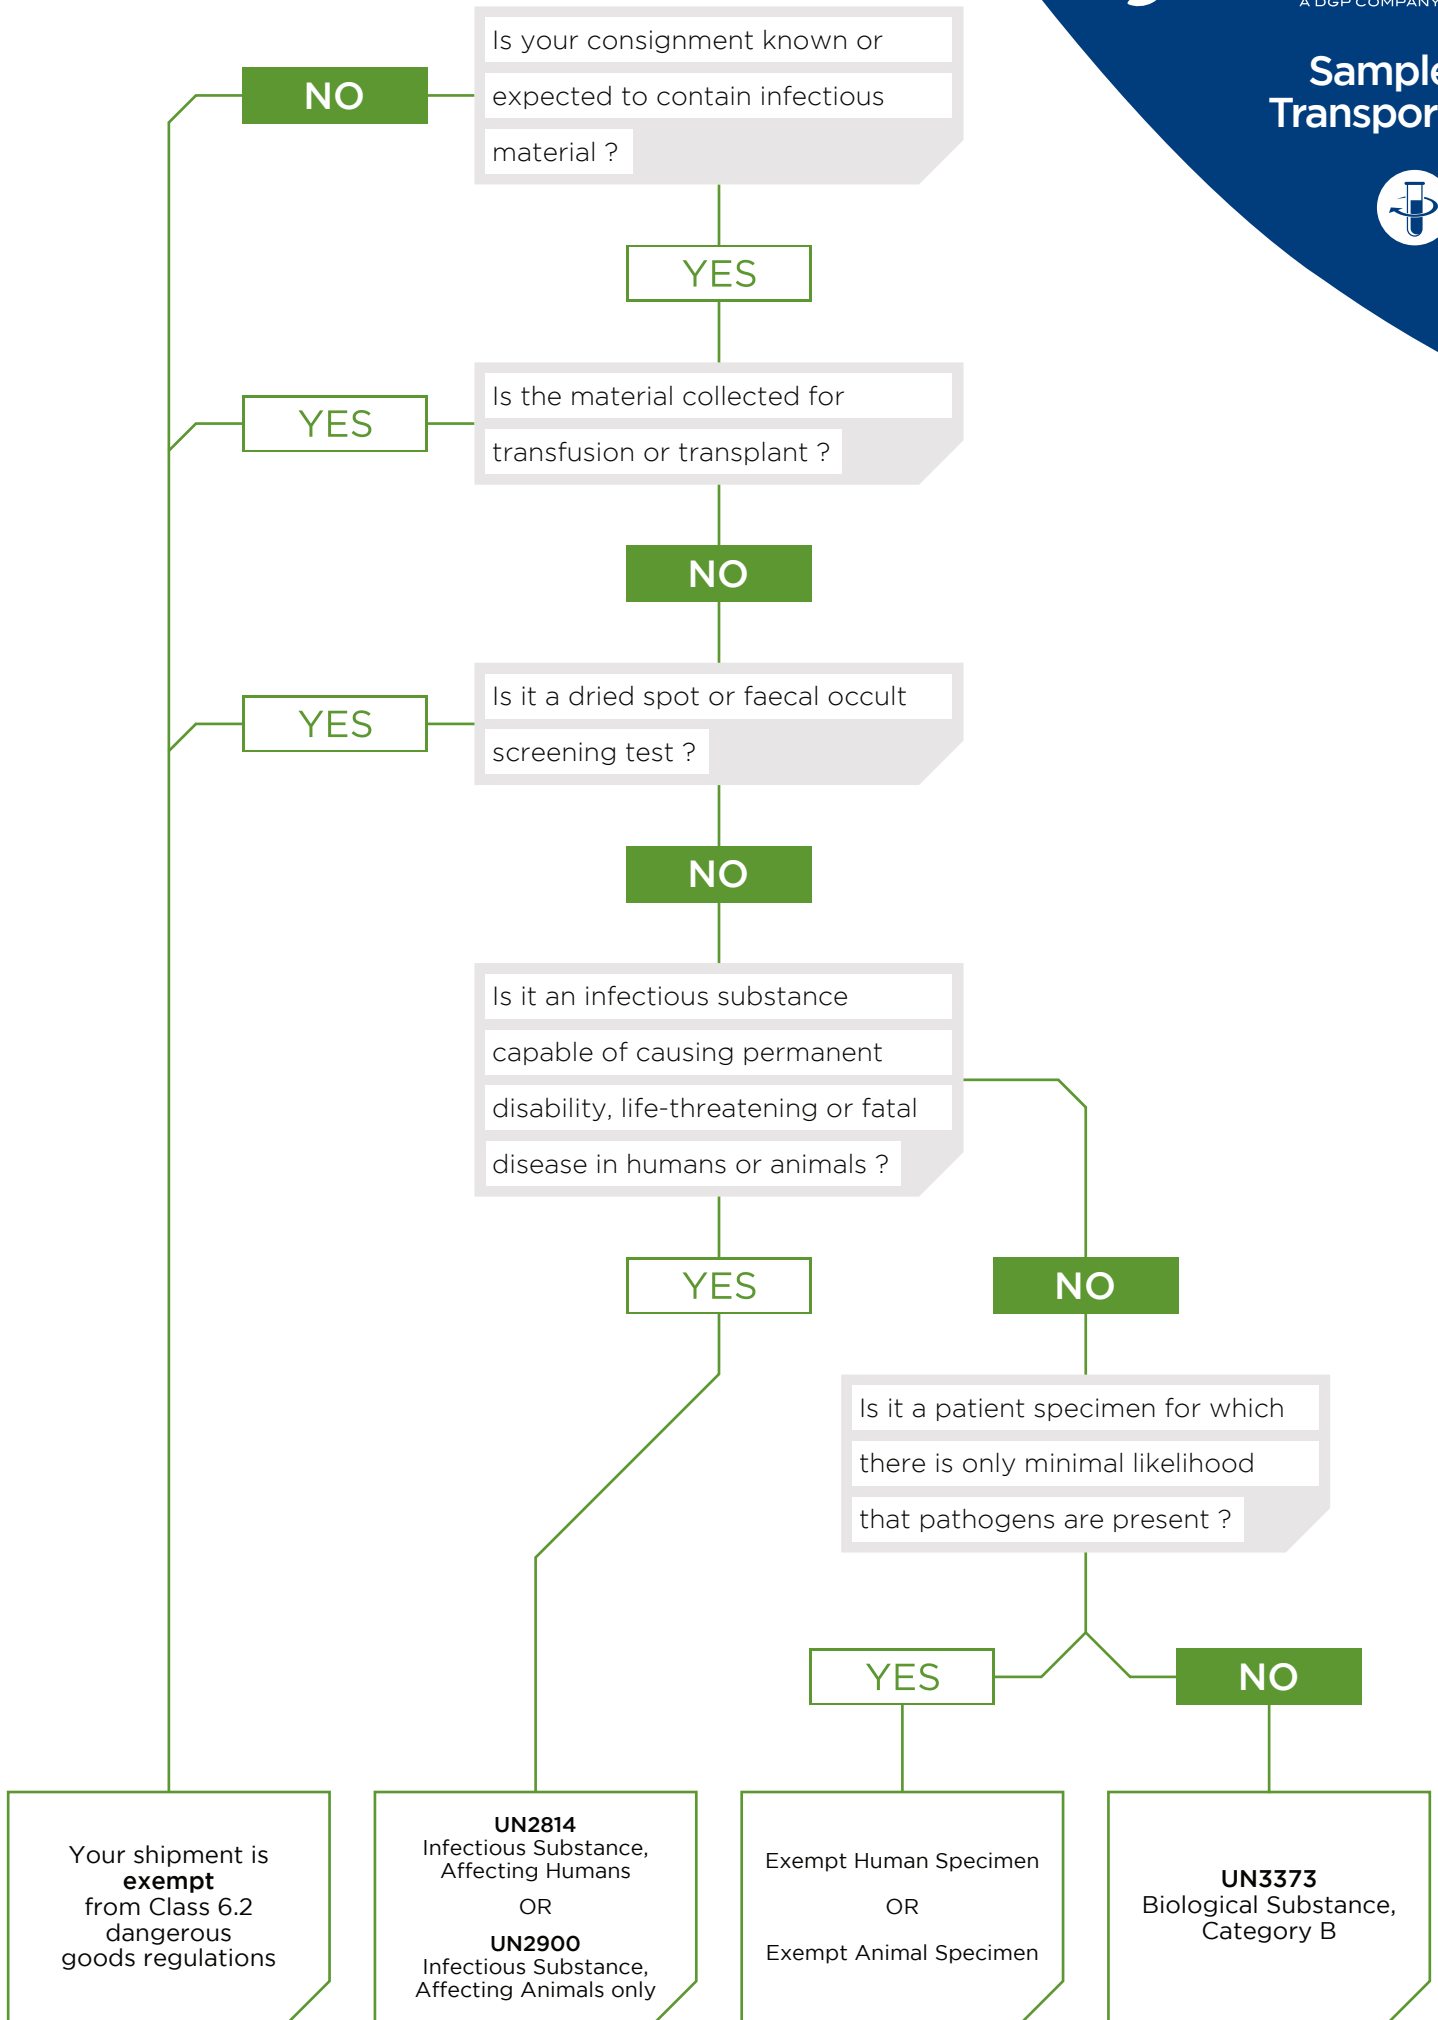 A DGP COMPANY
Sample
Transpor
Is your consignment known or
expected to contain infectious
material ?
NO
YES
Is the material collected for
transfusion or transplant ?
YES
NO
Is it a dried spot or faecal occult
screening test ?
YES
NO
Is it an infectious substance
capable of causing permanent
disability, life-threatening or fatal
disease in humans or animals ?
YES
NO
Is it a patient specimen for which
there is only minimal likelihood
that pathogens are present ?
YES
NO
Your shipment is
exempt
from Class 6.2
dangerous
goods regulations
UN2814
Infectious Substance,
Affecting Humans
OR
UN2900
Infectious Substance,
Affecting Animals only
Exempt Human Specimen
OR
Exempt Animal Specimen
UN3373
Biological Substance,
Category B